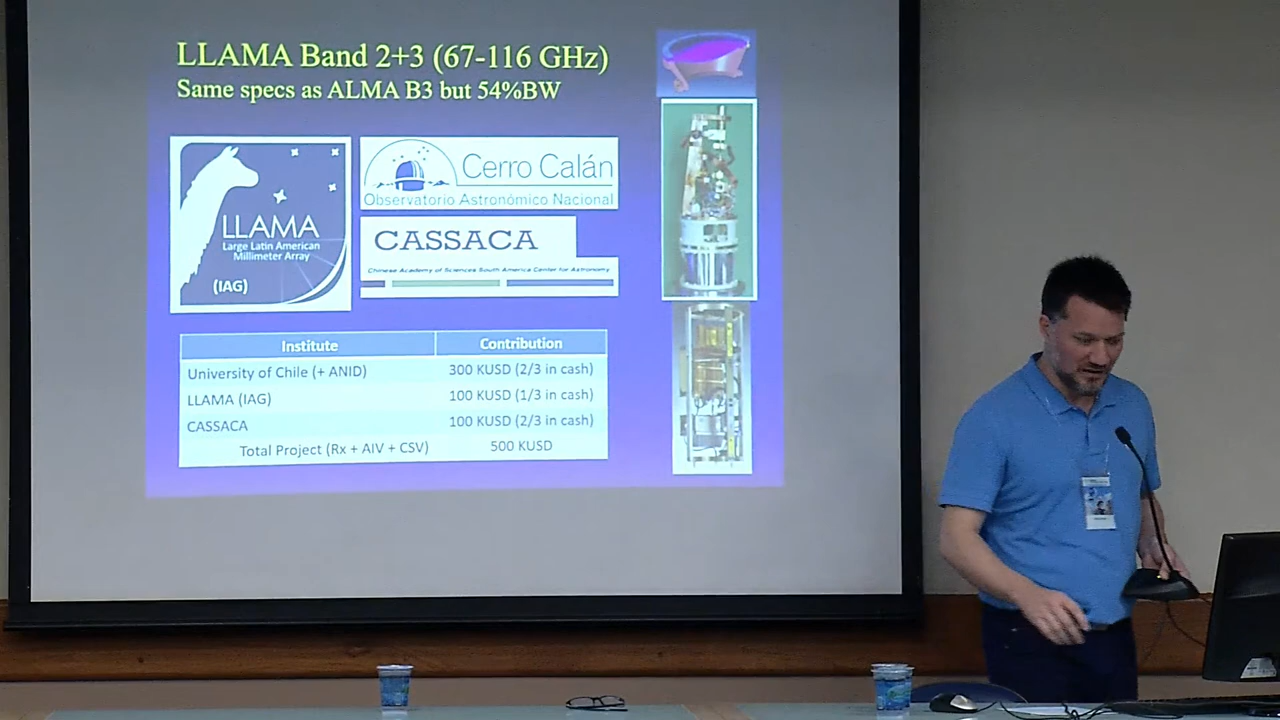 LLAMA Band 2+3 (67-116 GHz)
Same specs as ALMA B3 but 54%BW
LLAMA
Large Latin American
Millimeter Array
(IAG)
Cerro Calán
Observatorio Astronómico Nacional
CASSACA
Chinese Academy of Sciences South America Center for Astronomy
Institute Contribution
University of Chile (+ ANID) 300 KUSD (2/3 in cash)
LLAMA (IAG) 100 KUSD (1/3 in cash)
CASSACA 100 KUSD (2/3 in cash)
Total Project (Rx + AIV + CSV) 500 KUSD